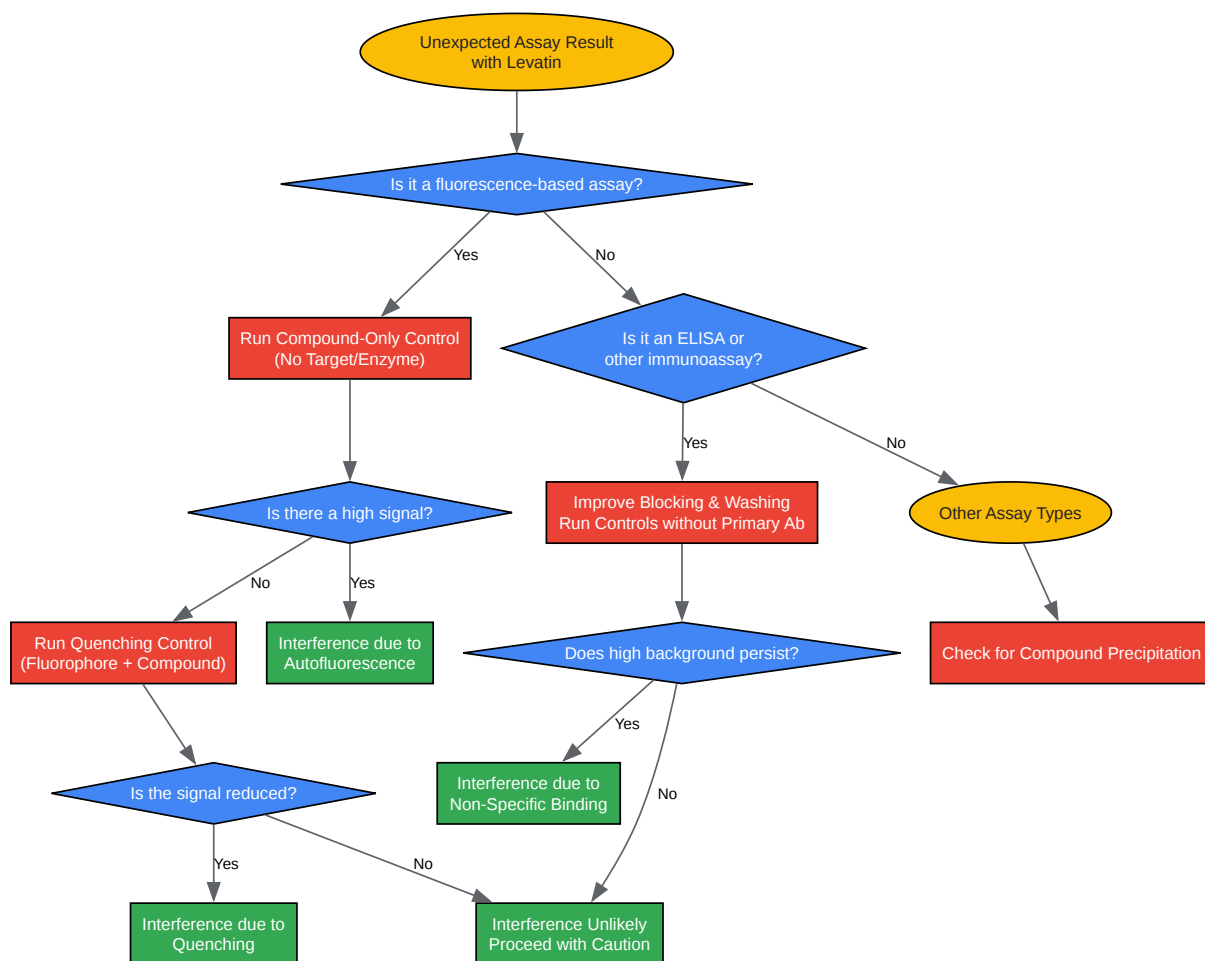 Unexpected Assay Result
with Levatin
Is it a fluorescence-based assay?
Yes
No
Run Compound-Only Control
(No Target/Enzyme)
Is it an ELISA or
other immunoassay?
Yes
No
Is there a high signal?
Improve Blocking & Washing
Run Controls without Primary Ab
Other Assay Types
No
Yes
Run Quenching Control
(Fluorophore + Compound)
Interference due to
Autofluorescence
Does high background persist?
Check for Compound Precipitation
Yes
No
Is the signal reduced?
Interference due to
Non-Specific Binding
Yes
No
Interference due to
Quenching
Interference Unlikely
Proceed with Caution